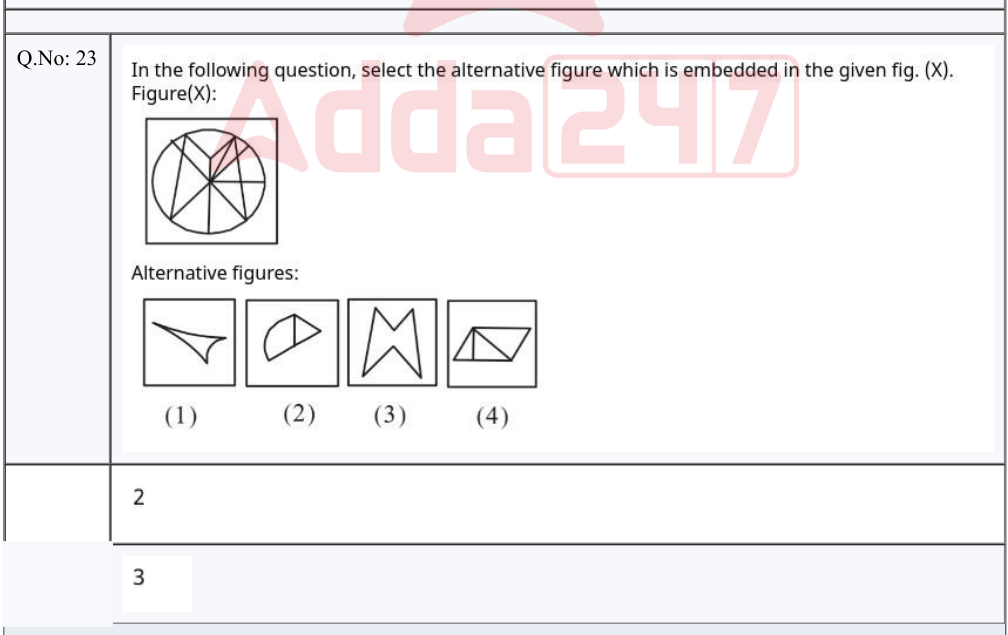 Q.No: 23
In the following question, select the alternative figure which is embedded in the given fig. (X).
Figure(X):
Adda247
Alternative figures:
(1) (2) (3) (4)
2
3